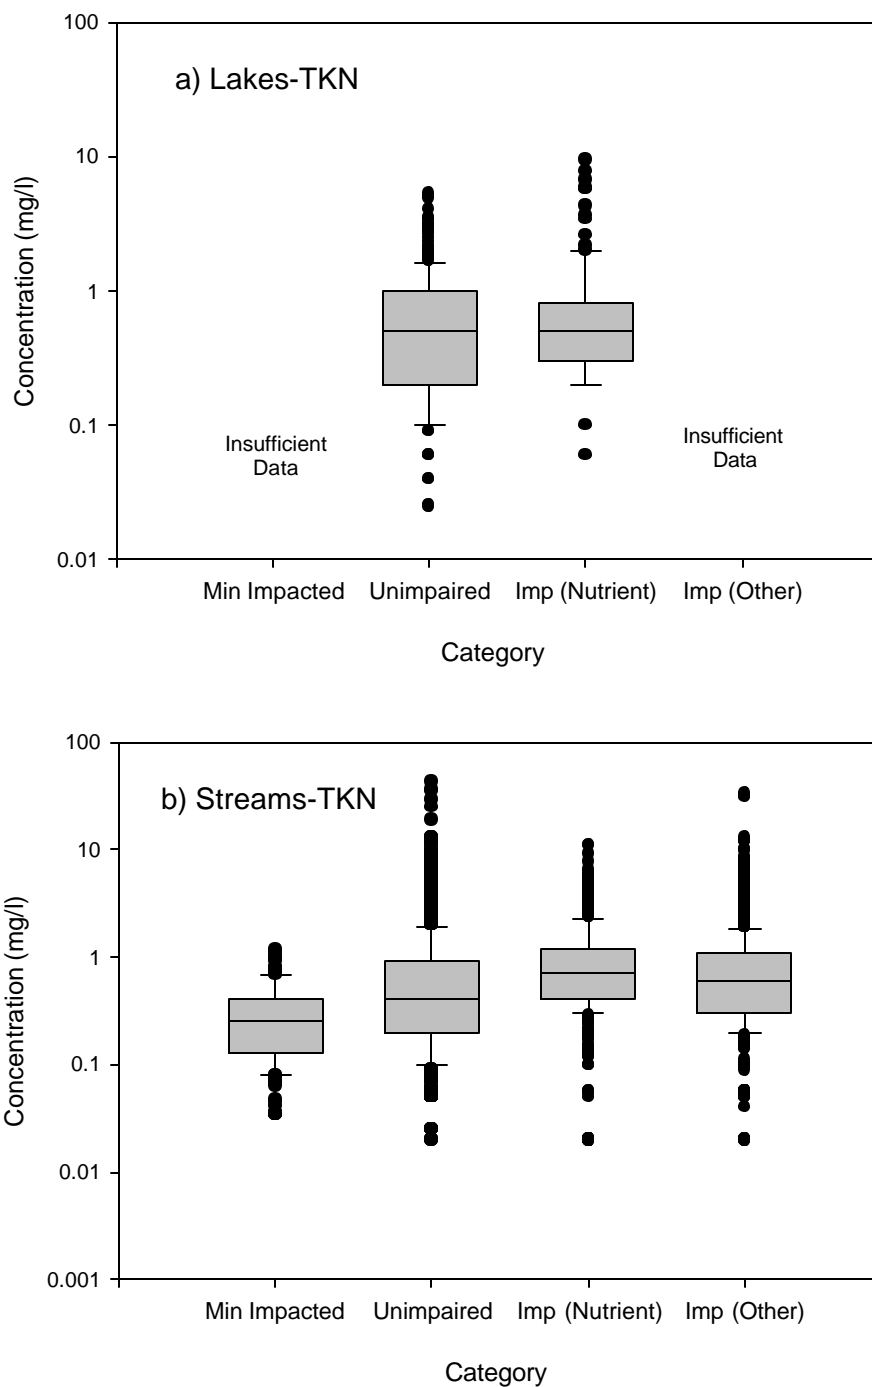 100
a) Lakes-TKN
10
1
0.1
0.01
Concentration (mg/l)
Insufficient
Data
Insufficient
Data
Min Impacted Unimpaired Imp (Nutrient) Imp (Other)
Category
100
b) Streams-TKN
10
1
0.1
0.01
0.001
Concentration (mg/l)
Min Impacted Unimpaired Imp (Nutrient) Imp (Other)
Category